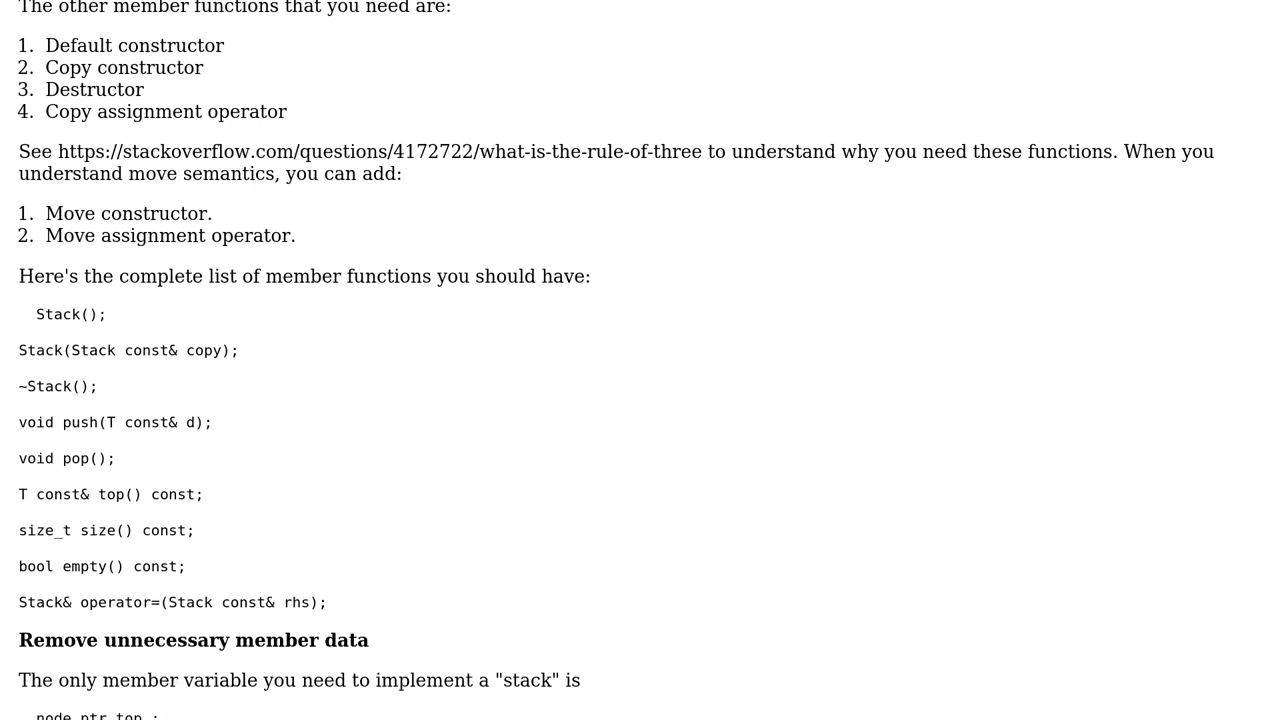 The other member functions that you need are:
1. Default constructor
2. Copy constructor
3. Destructor
4. Copy assignment operator
See https://stackoverflow.com/questions/4172722/what-is-the-rule-of-three to understand why you need these functions. When you
understand move semantics, you can add:
1. Move constructor.
2. Move assignment operator.
Here's the complete list of member functions you should have:
Stack();
Stack(Stack const& copy);
~Stack();
void push(T const& d);
void pop();
T const& top() const;
size_t size() const;
bool empty() const;
Stack& operator=(Stack const& rhs);
Remove unnecessary member data
The only member variable you need to implement a "stack" is
node_ptr top_;